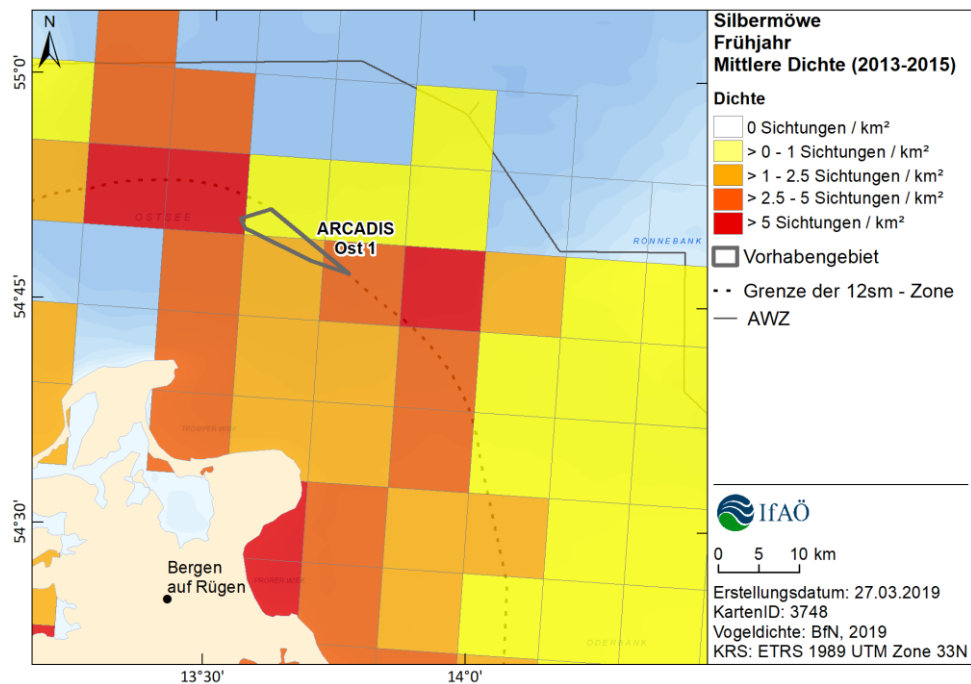 N
55°0'
54°45'
54°30'
13°30'
14°0'
OSTSEE
ARCADIS
Ost 1
RÖNNEBANK
TROMPER WIEK
Bergen
auf Rügen
ODERBANK
Silbermöwe
Frühjahr
Mittlere Dichte (2013-2015)
Dichte
0 Sichtungen / km²
> 0 - 1 Sichtungen / km²
> 1 - 2.5 Sichtungen / km²
> 2.5 - 5 Sichtungen / km²
> 5 Sichtungen / km²
Vorhabengebiet
Grenze der 12sm - Zone
AWZ
IfAÖ
0 5 10 km
Erstellungsdatum: 27.03.2019
KartenID: 3748
Vogeldichte: BfN, 2019
KRS: ETRS 1989 UTM Zone 33N